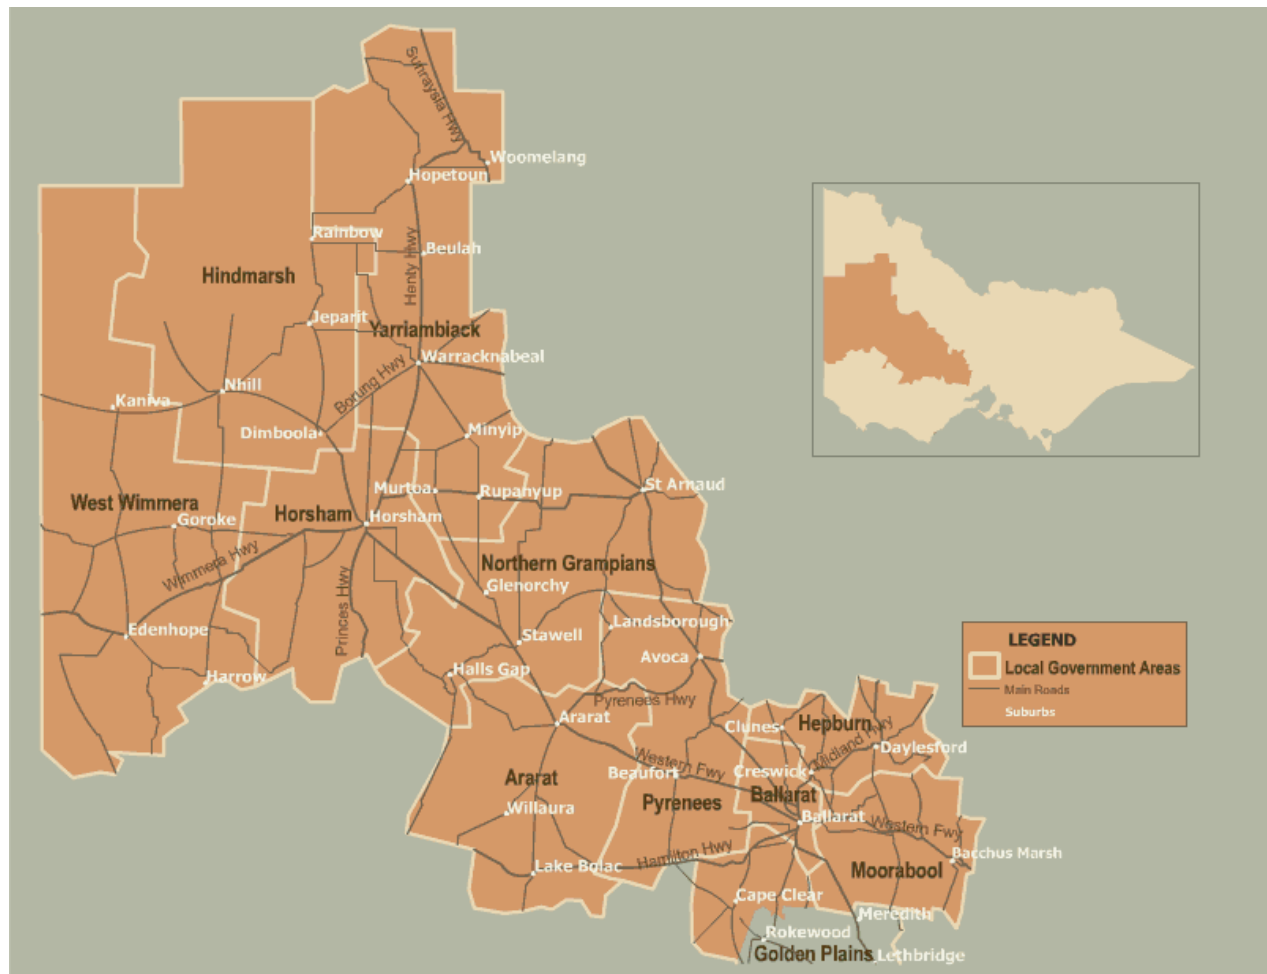 Sunraysia Hwy
Woomelang
Hopetoun
Rainbow
Beulah
Henty Hwy
Hindmarsh
Jeparit
Yarriambiack
Warracknabeal
Borung Hwy
Nhill
Kaniva
Dimboola
Minyip
Murtoa
Rupanyup
St Arnaud
West Wimmera
Goroke
Horsham
Horsham
Wimmera Hwy
Princes Hwy
Northern Grampians
Glenorchy
Edenhope
Stawell
Landsborough
Avoca
Harrow
Halls Gap
Pyrenees Hwy
Ararat
LEGEND
Local Government Areas
Main Roads
Suburbs
Clunes
Hepburn
Midland Hwy
Daylesford
Western Fwy
Creswick
Beaufort
Ararat
Pyrenees
Ballarat
Willaura
Ballarat
Western Fwy
Hamilton Hwy
Bacchus Marsh
Lake Bolac
Moorabool
Cape Clear
Meredith
Rokewood
Golden Plains
Lethbridge